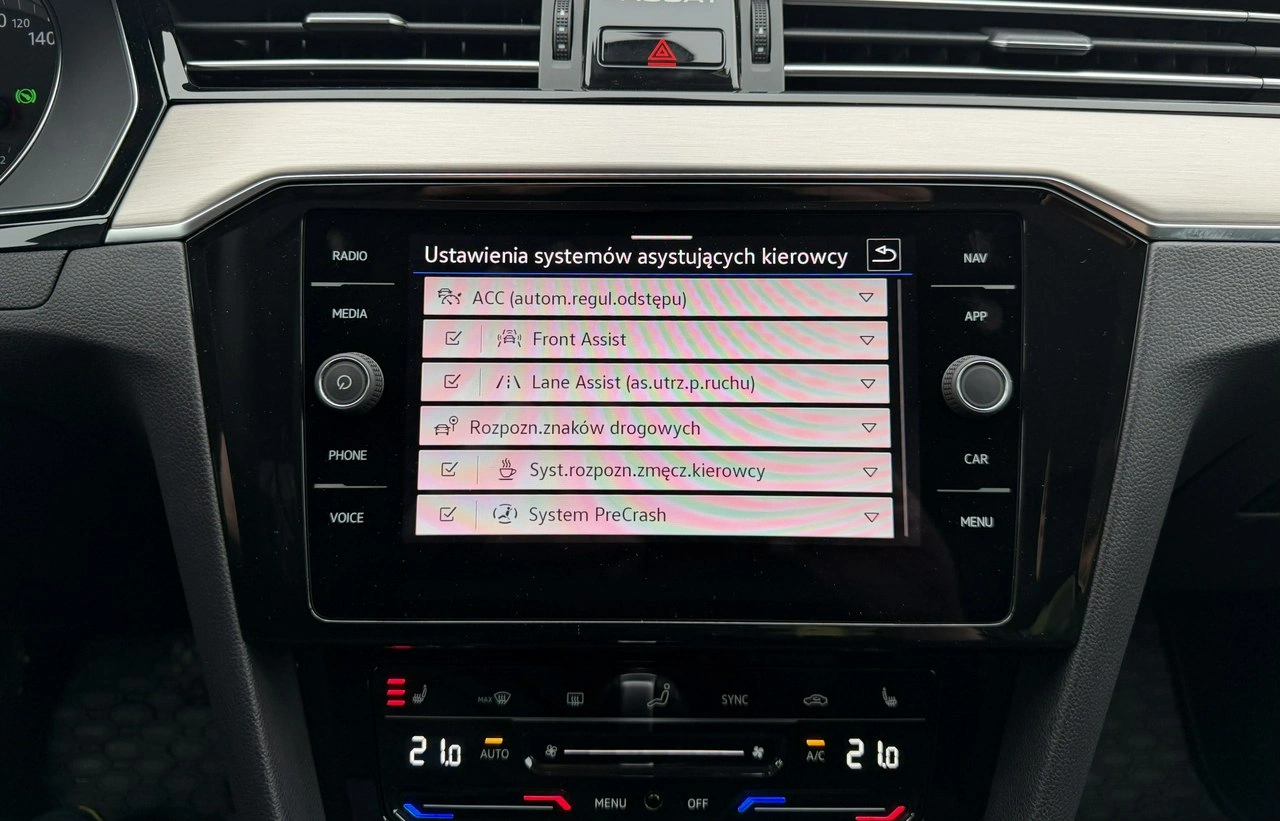 120
140
RADIO
MEDIA
PHONE
VOICE
Ustawienia systemów asystujących kierowcy
ACC (autom.regul.odstępu)
Front Assist
Lane Assist (as.utrz.p.ruchu)
Rozpozn.znaków drogowych
Syst.rozpozn.zmęcz.kierowcy
System PreCrash
NAV
APP
CAR
MENU
MAX
SYNC
21.0
AUTO
A/C
21.0
MENU
OFF